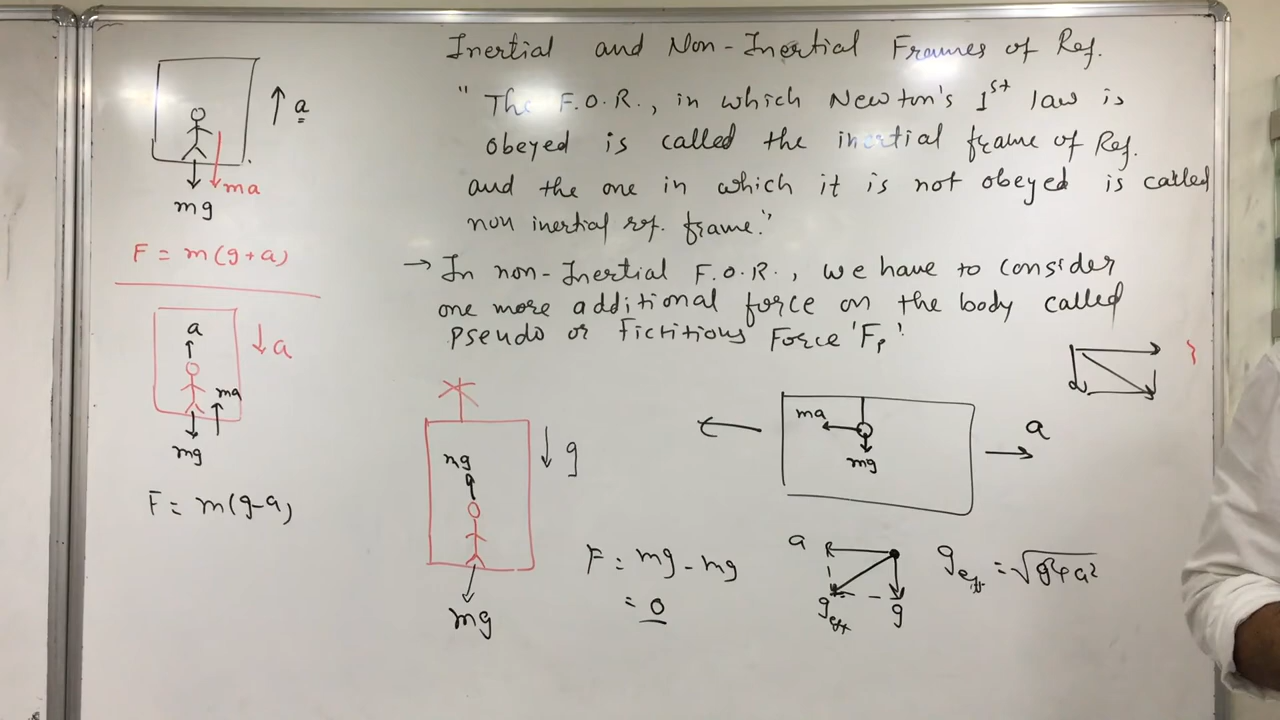 Inertial and Non-Inertial Frames of Ref.
"The F.O.R., in which Newton's 1st law is
obeyed is called the inertial frame of Ref.
and the one in which it is not obeyed is called
non inertial ref. frame."
→ In non-Inertial F.O.R., we have to consider
one more additional force on the body called
pseudo or Fictitious Force 'Fp'
a
ma
mg
F = m(g+a)
a
a
ma
mg
F = m(g-a)
g
mg
mg
F = mg - mg
= 0
ma
mg
a
a
geff
g
geff = √g²+a²